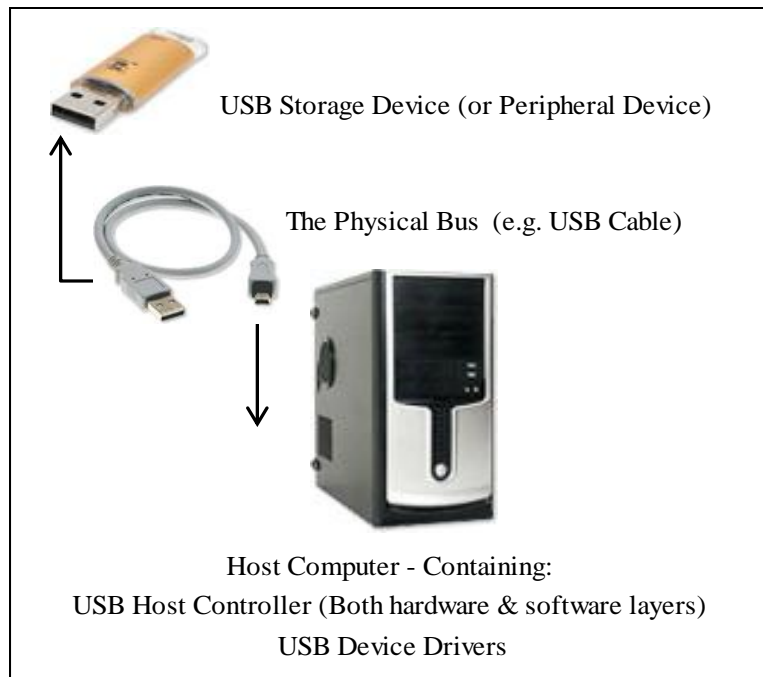 USB Storage Device (or Peripheral Device)
The Physical Bus (e.g. USB Cable)
Host Computer - Containing:
USB Host Controller (Both hardware & software layers)
USB Device Drivers